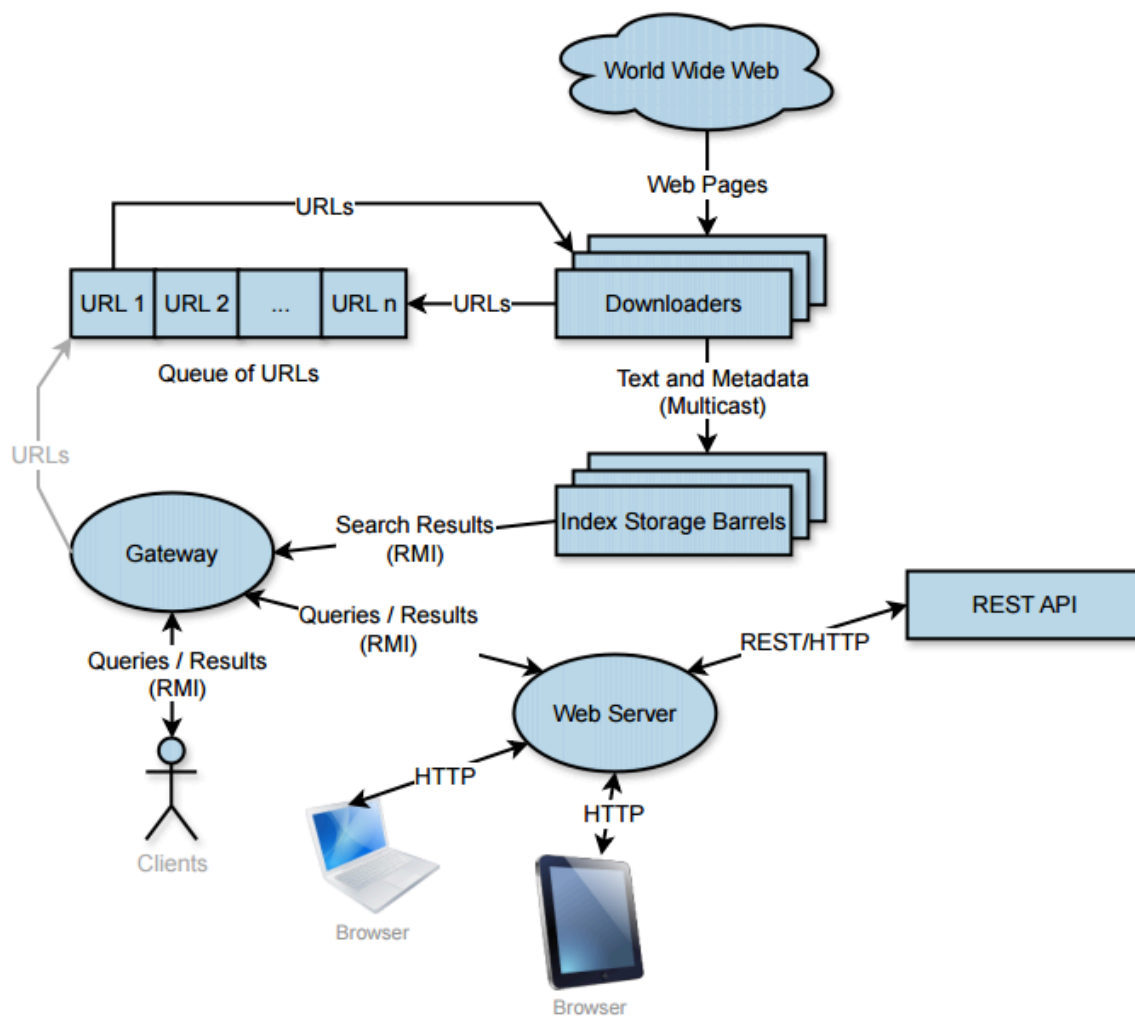 World Wide Web
Web Pages
URLs
URL 1
URL 2
...
URL n
URLs
Downloaders
Queue of URLs
Text and Metadata
(Multicast)
URLs
Gateway
Search Results
(RMI)
Index Storage Barrels
Queries / Results
(RMI)
REST API
REST/HTTP
Queries / Results
(RMI)
Web Server
HTTP
HTTP
Clients
Browser
Browser